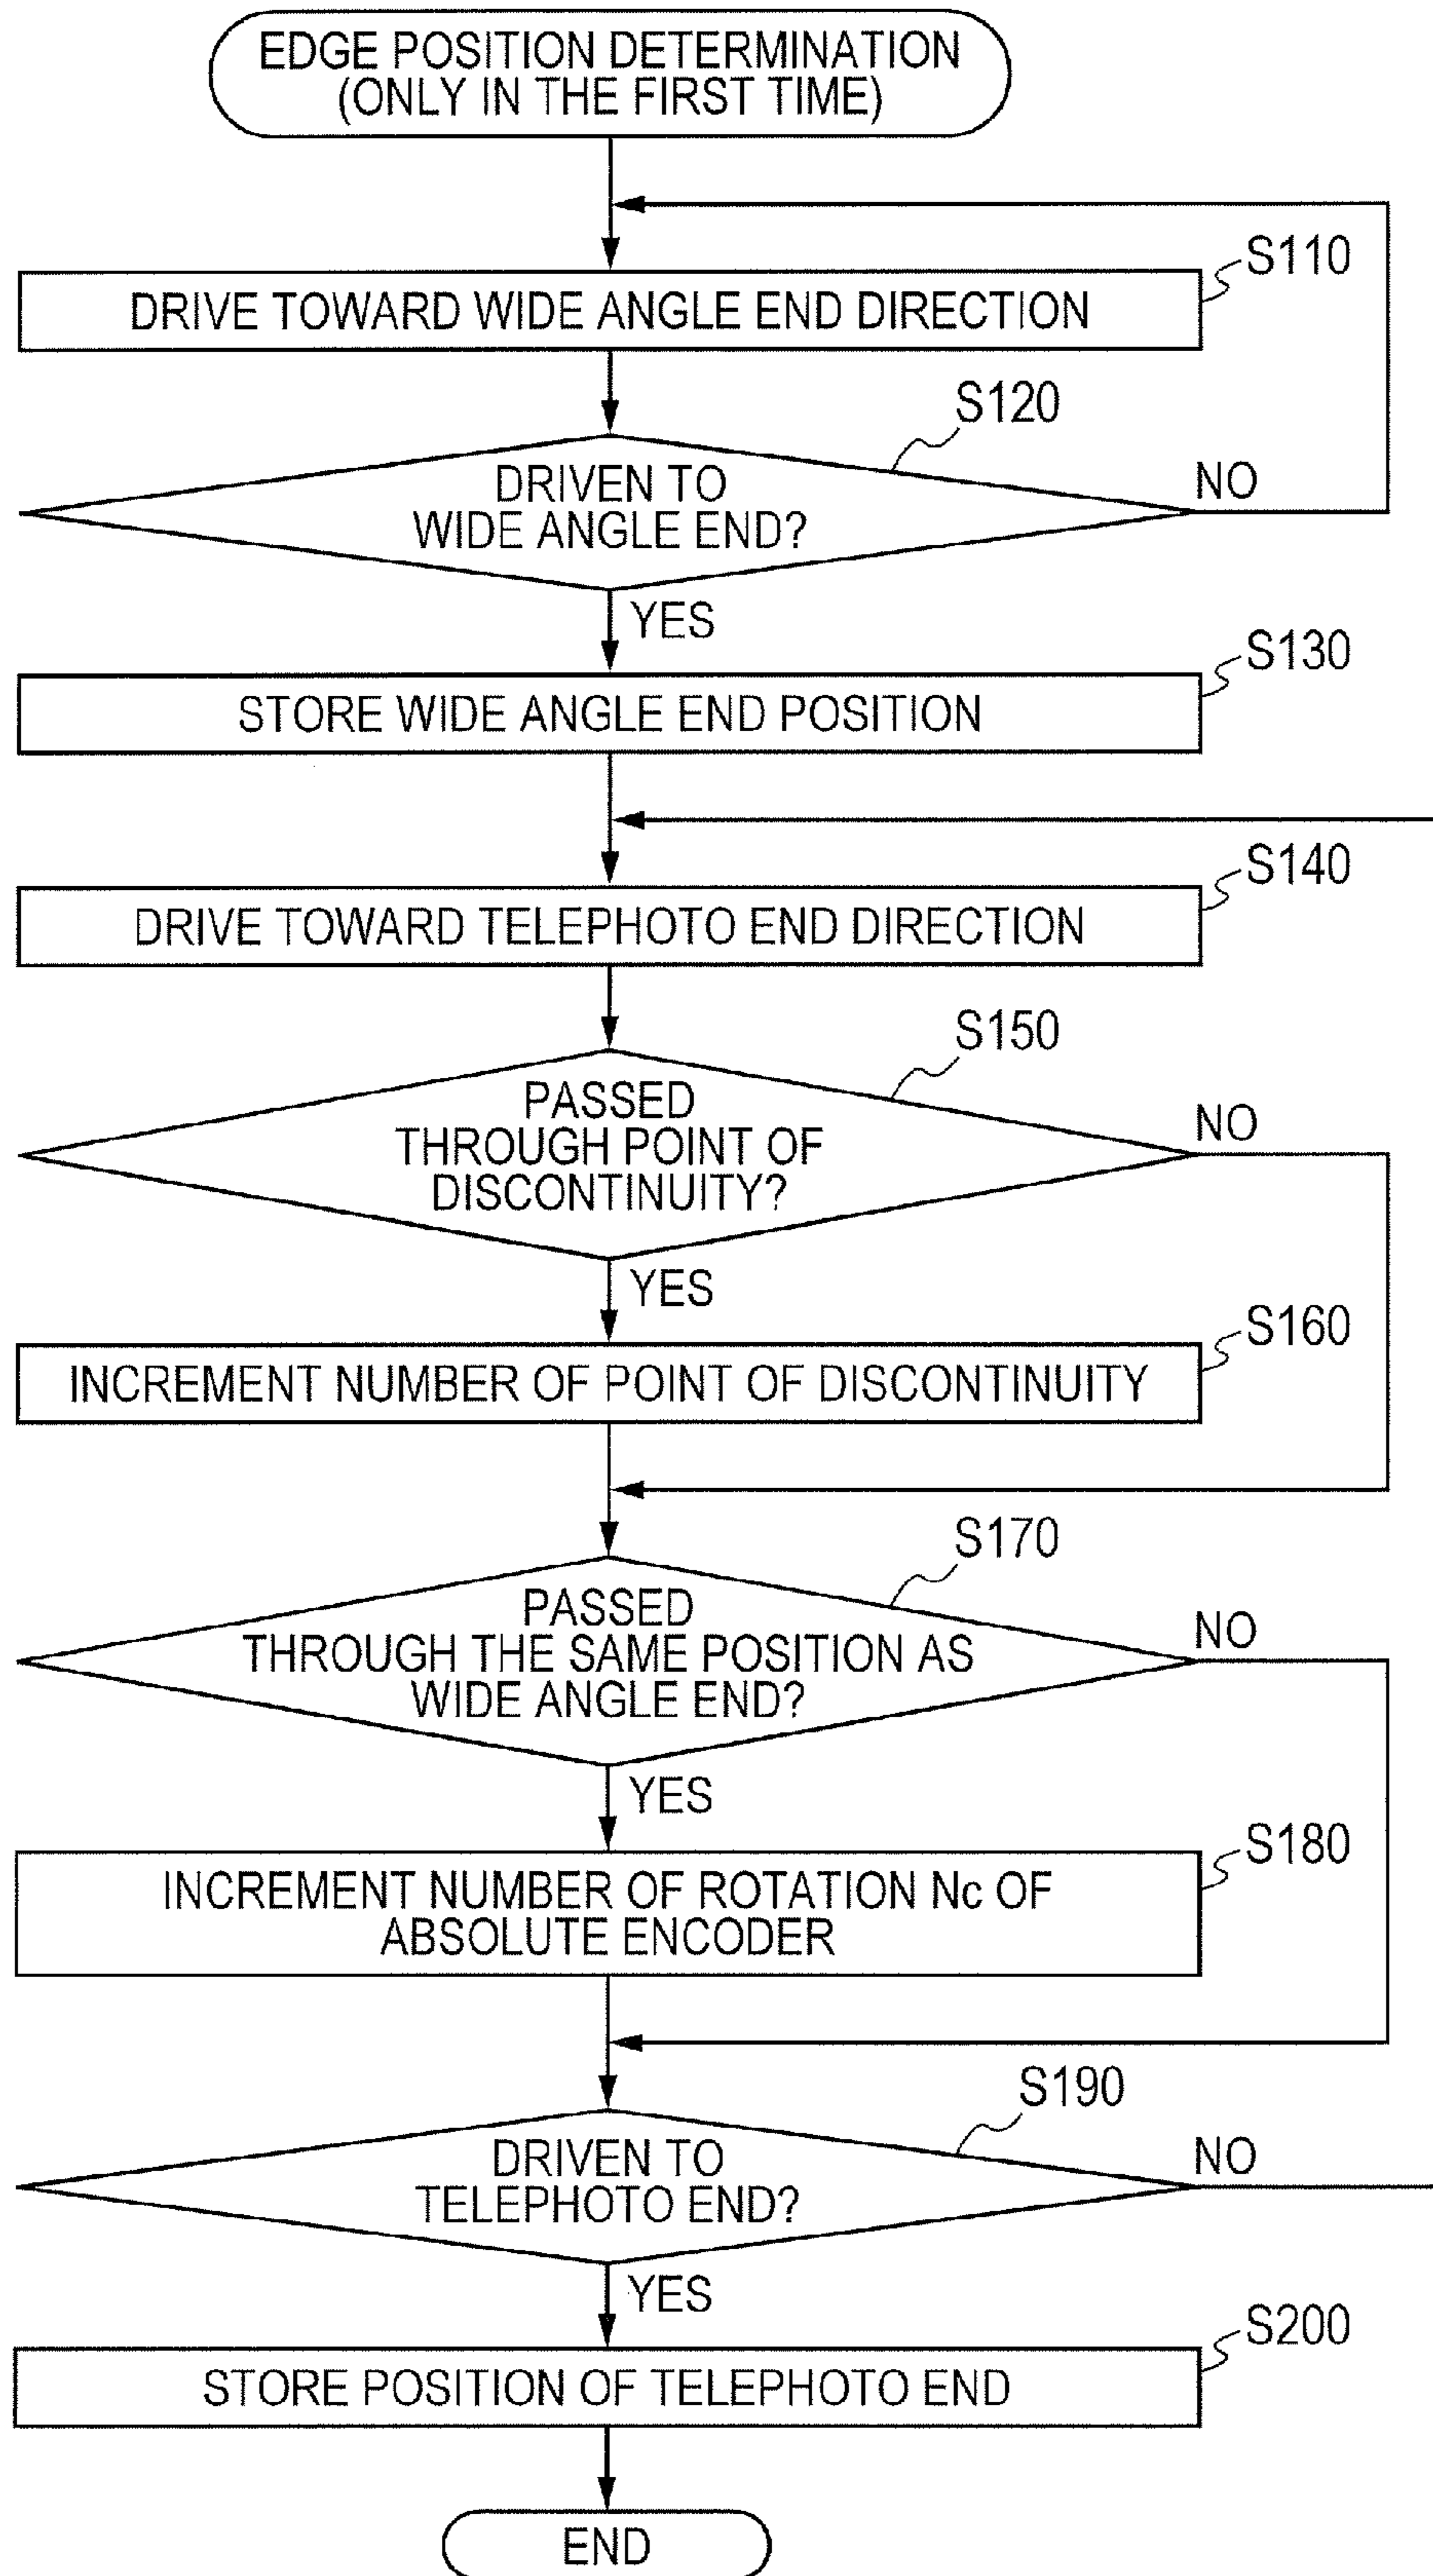 EDGE POSITION DETERMINATION
(ONLY IN THE FIRST TIME)
S110
DRIVE TOWARD WIDE ANGLE END DIRECTION
S120
DRIVEN TO
WIDE ANGLE END?
NO
YES
S130
STORE WIDE ANGLE END POSITION
S140
DRIVE TOWARD TELEPHOTO END DIRECTION
S150
PASSED
THROUGH POINT OF
DISCONTINUITY?
NO
YES
S160
INCREMENT NUMBER OF POINT OF DISCONTINUITY
S170
PASSED
THROUGH THE SAME POSITION AS
WIDE ANGLE END?
NO
YES
S180
INCREMENT NUMBER OF ROTATION Nc OF
ABSOLUTE ENCODER
S190
DRIVEN TO
TELEPHOTO END?
NO
YES
S200
STORE POSITION OF TELEPHOTO END
END